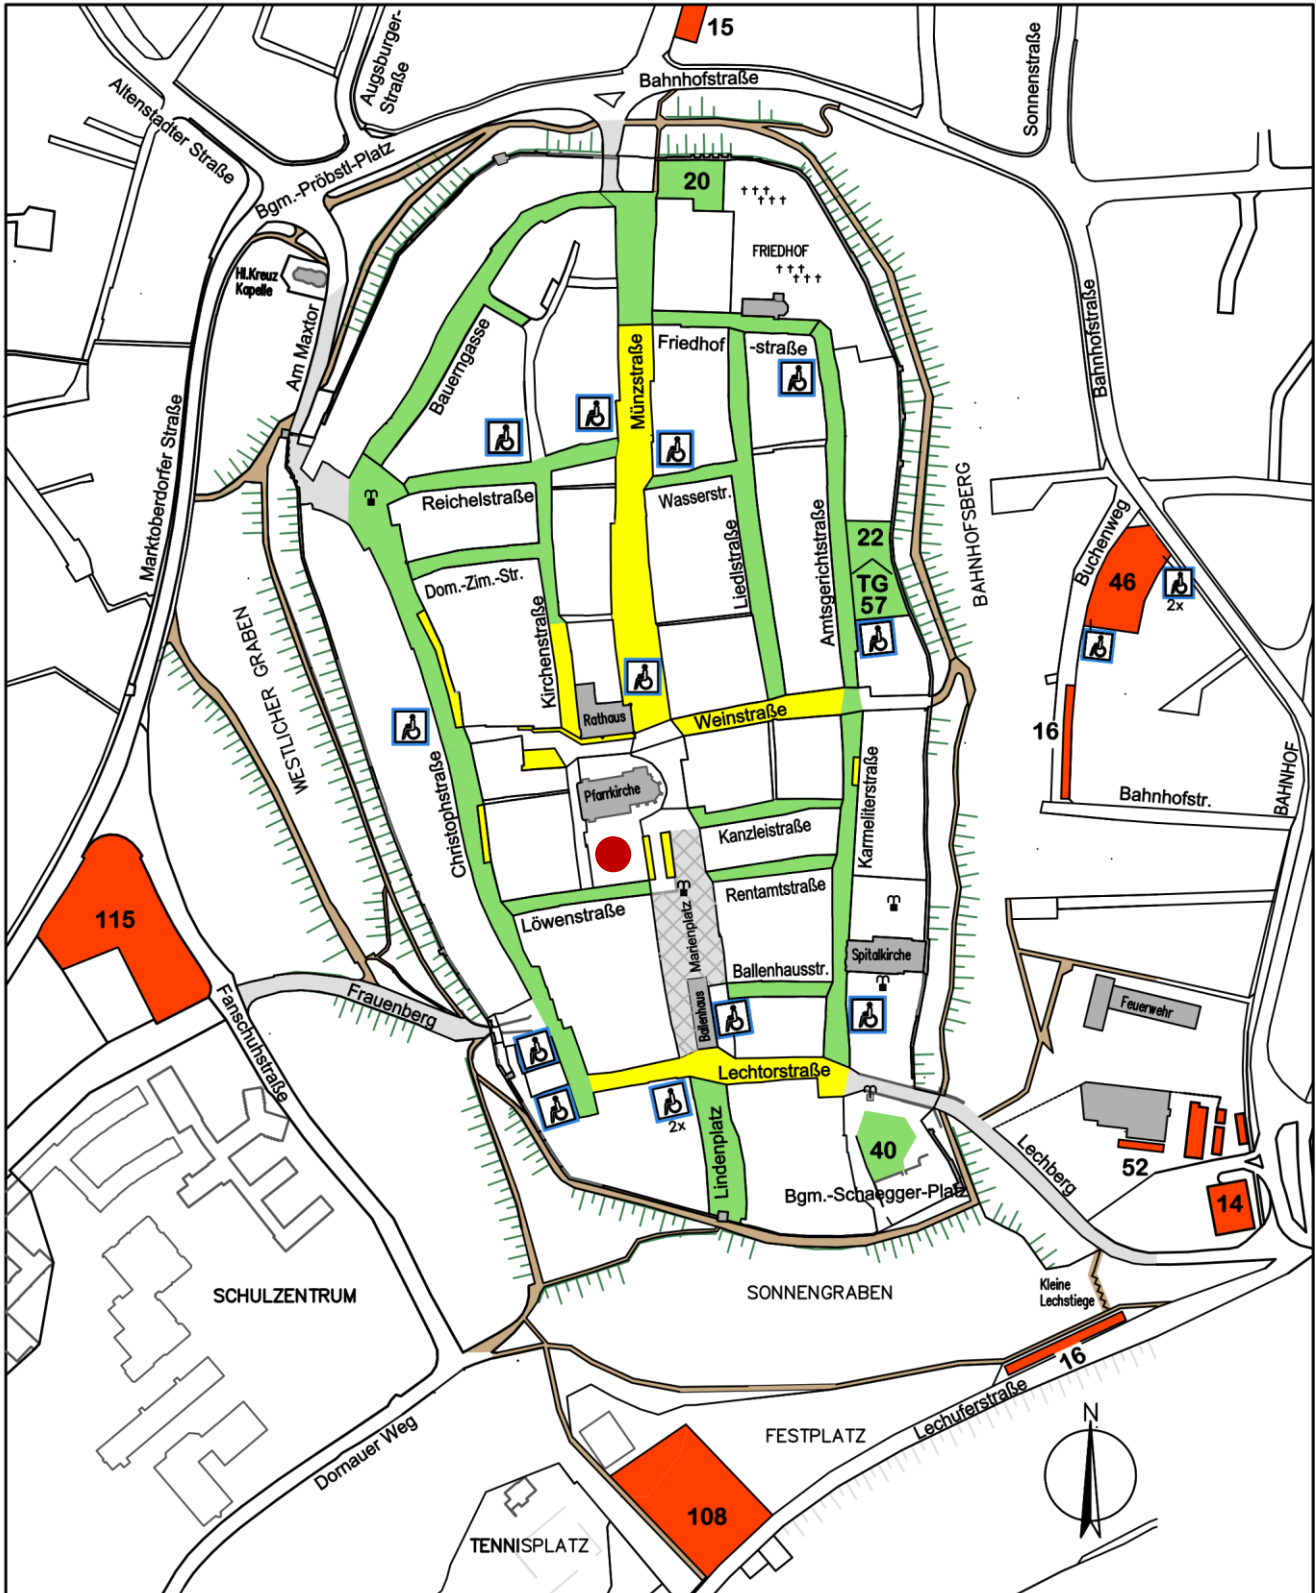 15
Bahnhofstraße
Sonnenstraße
Augsburger-
Straße
Altenstadter Straße
Bgm.-Pröbstl-Platz
20
FRIEDHOF
Hl.Kreuz
Kapelle
Am Maxtor
Bauerngasse
Münzstraße
Friedhof
-straße
Bahnhofstraße
Marktoberdorfer Straße
Reichelstraße
Wasserstr.
Liedlstraße
Amtsgerichtstraße
BAHNHOFSBERG
Buchenweg
22
TG
57
46
2x
Dom.-Zim.-Str.
Kirchenstraße
WESTLICHER GRABEN
Rathaus
Weinstraße
16
Christophstraße
Pfarrkirche
Karmeliterstraße
Bahnhofstr.
BAHNHOF
Kanzleistraße
Rentamtstraße
115
Löwenstraße
Marienplatz
Ballenhausstr.
Spitalkirche
Frauenberg
Fanschuhstraße
Ballenhaus
Feuerwehr
Lechtorstraße
2x
Lindenplatz
40
Bgm.-Schaegger-Platz
Lechberg
52
14
SCHULZENTRUM
SONNENGRABEN
Kleine
Lechstiege
16
Lechuferstraße
Dornauer Weg
FESTPLATZ
N
108
TENNISPLATZ